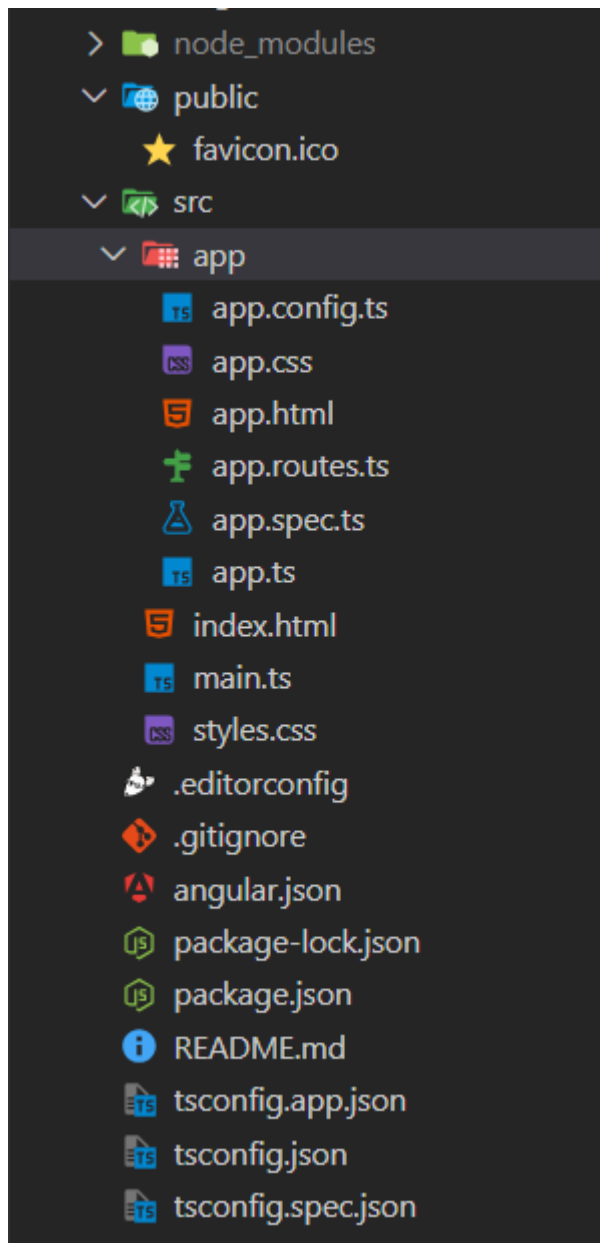 node_modules
public
favicon.ico
src
app
app.config.ts
app.css
app.html
app.routes.ts
app.spec.ts
app.ts
index.html
main.ts
styles.css
.editorconfig
.gitignore
angular.json
package-lock.json
package.json
README.md
tsconfig.app.json
tsconfig.json
tsconfig.spec.json